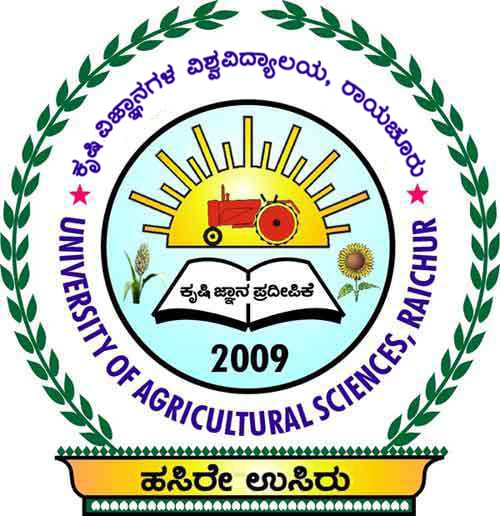 ಕೃಷಿ ವಿಜ್ಞಾನಗಳ ವಿಶ್ವವಿದ್ಯಾಲಯ, ರಾಯಚೂರು
ಕೃಷಿ ಜ್ಞಾನ ಪ್ರದೀಪಿಕೆ
2009
UNIVERSITY OF AGRICULTURAL SCIENCES, RAICHUR
ಹಸಿರೇ ಉಸಿರು